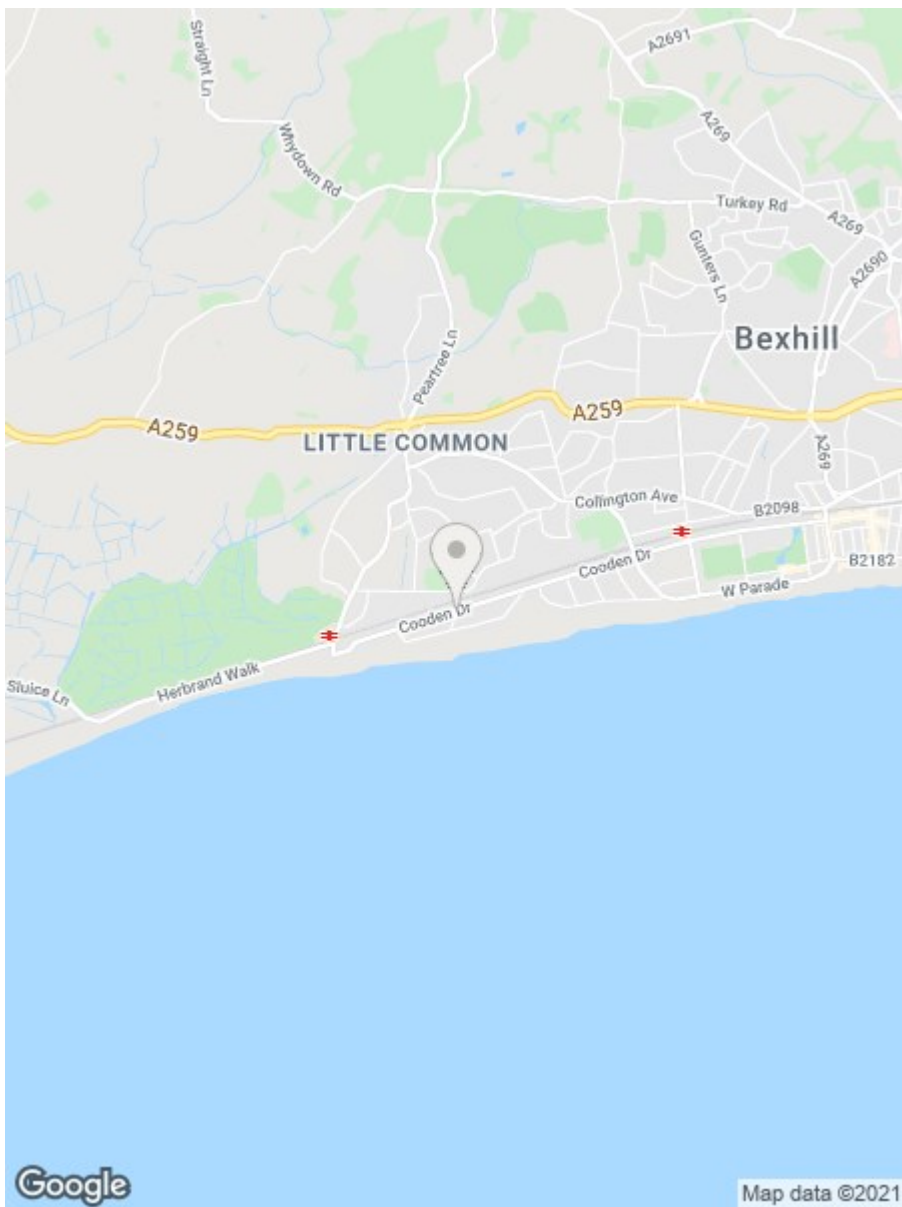 Straight Ln
A2691
A269
Whydown Rd
Turkey Rd
A269
Gunters Ln
A2690
Bexhill
Peartree Ln
A259
A259
LITTLE COMMON
A269
Collington Ave
B2098
Cooden Dr
B2182
W Parade
Cooden Dr
Herbrand Walk
Sluice Ln
Google
Map data ©2021